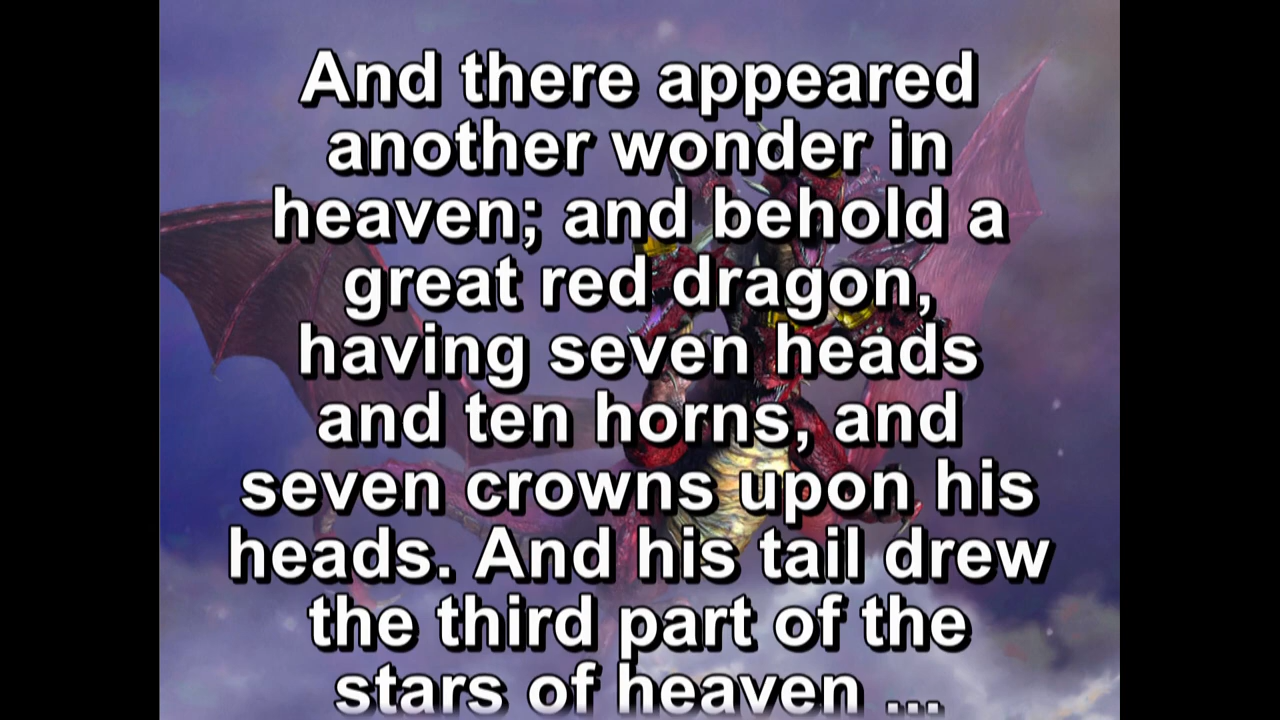 And there appeared
another wonder in
heaven; and behold a
great red dragon,
having seven heads
and ten horns, and
seven crowns upon his
heads. And his tail drew
the third part of the
stars of heaven ...